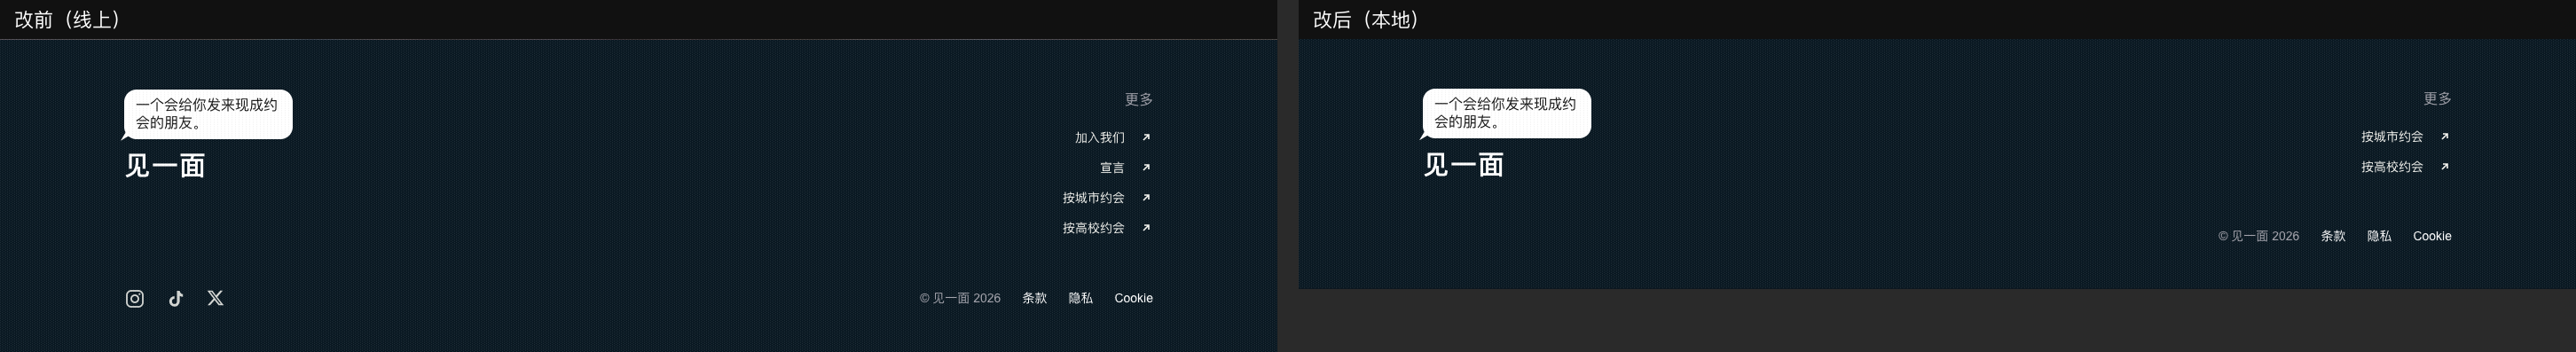 改前（线上）
一个会给你发来现成约
会的朋友。
见一面
更多
加入我们
宣言
按城市约会
按高校约会
© 见一面 2026 条款 隐私 Cookie
改后（本地）
一个会给你发来现成约
会的朋友。
见一面
更多
按城市约会
按高校约会
© 见一面 2026 条款 隐私 Cookie